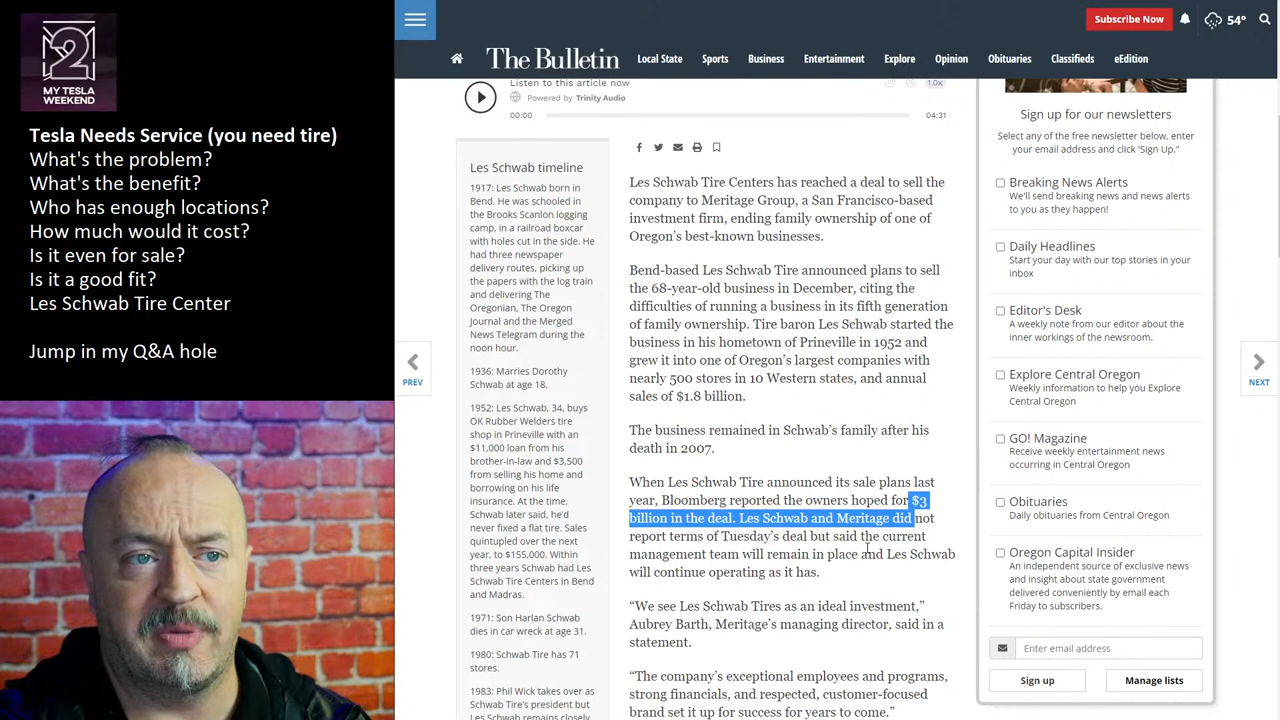 2
MY TESLA
WEEKEND
Tesla Needs Service (you need tire)
What's the problem?
What's the benefit?
Who has enough locations?
How much would it cost?
Is it even for sale?
Is it a good fit?
Les Schwab Tire Center
Jump in my Q&A hole
Subscribe Now
54°
The Bulletin
Local State
Sports
Business
Entertainment
Explore
Opinion
Obituaries
Classifieds
eEdition
Listen to this article now
Powered by Trinity Audio
1.0x
00:00
04:31
PREV
Les Schwab timeline
1917: Les Schwab born in
Bend. He was schooled in
the Brooks Scanlon logging
camp, in a railroad boxcar
with holes cut in the side. He
had three newspaper
delivery routes, picking up
the papers with the log train
and delivering The
Oregonian, The Oregon
Journal and the Merged
News Telegram during the
noon hour.
1936: Marries Dorothy
Schwab at age 18.
1952: Les Schwab, 34, buys
OK Rubber Welders tire
shop in Prineville with an
$11,000 loan from his
brother-in-law and $3,500
from selling his home and
borrowing on his life
insurance. At the time,
Schwab later said, he'd
never fixed a flat tire. Sales
quintupled over the next
year, to $155,000. Within
three years Schwab had Les
Schwab Tire Centers in Bend
and Madras.
1971: Son Harlan Schwab
dies in car wreck at age 31.
1980: Schwab Tire has 71
stores.
1983: Phil Wick takes over as
Schwab Tire's president but
Les Schwab remains closely
Les Schwab Tire Centers has reached a deal to sell the
company to Meritage Group, a San Francisco-based
investment firm, ending family ownership of one of
Oregon's best-known businesses.
Bend-based Les Schwab Tire announced plans to sell
the 68-year-old business in December, citing the
difficulties of running a business in its fifth generation
of family ownership. Tire baron Les Schwab started the
business in his hometown of Prineville in 1952 and
grew it into one of Oregon's largest companies with
nearly 500 stores in 10 Western states, and annual
sales of $1.8 billion.
The business remained in Schwab's family after his
death in 2007.
When Les Schwab Tire announced its sale plans last
year, Bloomberg reported the owners hoped for $3
billion in the deal. Les Schwab and Meritage did not
report terms of Tuesday's deal but said the current
management team will remain in place and Les Schwab
will continue operating as it has.
“We see Les Schwab Tires as an ideal investment,”
Aubrey Barth, Meritage's managing director, said in a
statement.
“The company's exceptional employees and programs,
strong financials, and respected, customer-focused
brand set it up for success for years to come.”
Sign up for our newsletters
Select any of the free newsletter below, enter
your email address and click 'Sign Up."
Breaking News Alerts
We'll send breaking news and news alerts
to you as they happen!
Daily Headlines
Start your day with our top stories in your
inbox
Editor's Desk
A weekly note from our editor about the
inner workings of the newsroom.
Explore Central Oregon
Weekly information to help you Explore
Central Oregon
GO! Magazine
Receive weekly entertainment news
occurring in Central Oregon
Obituaries
Daily obituaries from Central Oregon
Oregon Capital Insider
An independent source of exclusive news
and insight about state government
delivered conveniently by email each
Friday to subscribers.
Enter email address
Sign up
Manage lists
NEXT